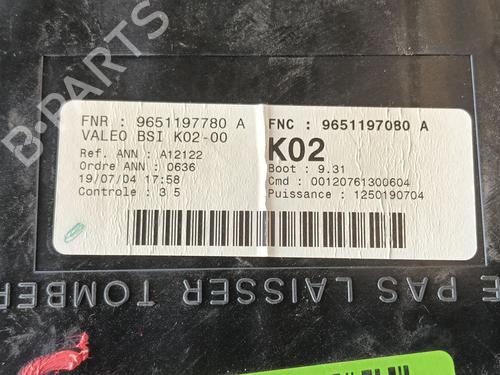 B-PARTS
FNR : 9651197780 A
VALEO BSI K02-00
Ref. ANN : A12122
Ordre ANN : 0636
19/07/04 17:58
Controle : 3 5
FNC : 9651197080 A
K02
Boot : 9.31
Cmd : 00120761300604
Puissance : 1250190704
E PAS LAISSER TOMBER